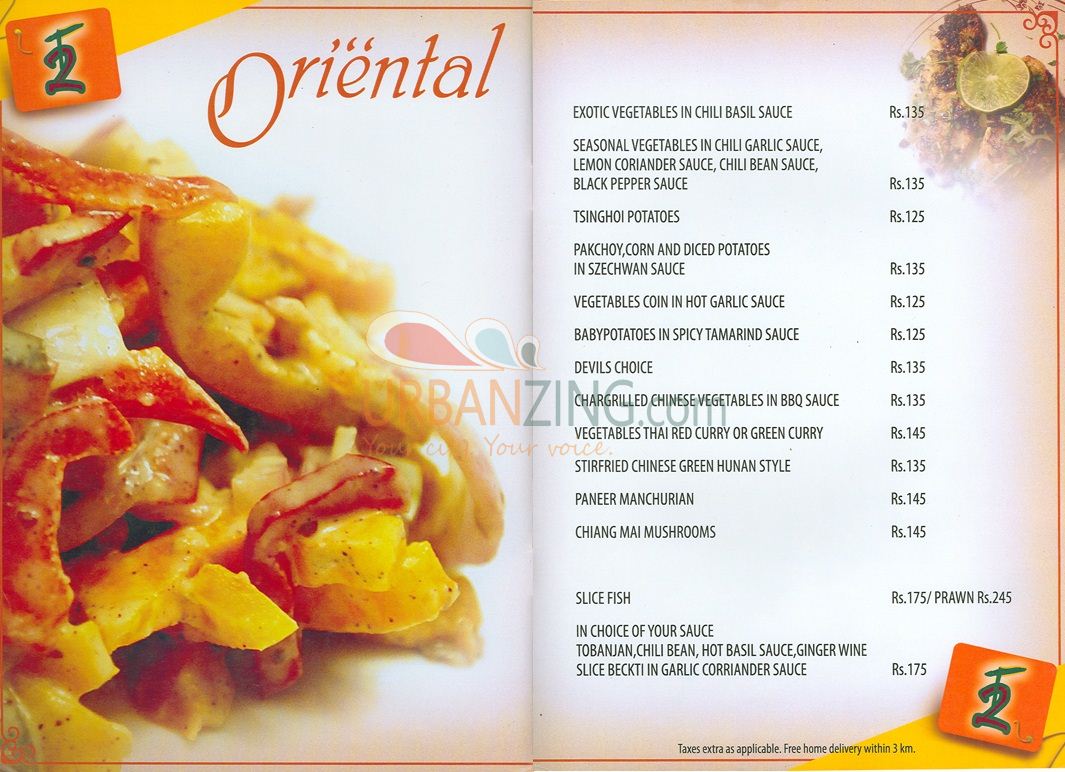 Oriëntal
EXOTIC VEGETABLES IN CHILI BASIL SAUCE Rs.135
SEASONAL VEGETABLES IN CHILI GARLIC SAUCE,
LEMON CORIANDER SAUCE, CHILI BEAN SAUCE,
BLACK PEPPER SAUCE Rs.135
TSINGHOI POTATOES Rs.125
PAKCHOY,CORN AND DICED POTATOES
IN SZECHWAN SAUCE Rs.135
VEGETABLES COIN IN HOT GARLIC SAUCE Rs.125
BABYPOTATOES IN SPICY TAMARIND SAUCE Rs.125
DEVILS CHOICE Rs.135
CHARGRILLED CHINESE VEGETABLES IN BBQ SAUCE Rs.135
VEGETABLES THAI RED CURRY OR GREEN CURRY Rs.145
STIRFRIED CHINESE GREEN HUNAN STYLE Rs.135
PANEER MANCHURIAN Rs.145
CHIANG MAI MUSHROOMS Rs.145
SLICE FISH Rs.175/ PRAWN Rs.245
IN CHOICE OF YOUR SAUCE
TOBANJAN,CHILI BEAN, HOT BASIL SAUCE,GINGER WINE
SLICE BECKTI IN GARLIC CORRIANDER SAUCE Rs.175
Taxes extra as applicable. Free home delivery within 3 km.
URBANZING.com
Your city. Your voice.